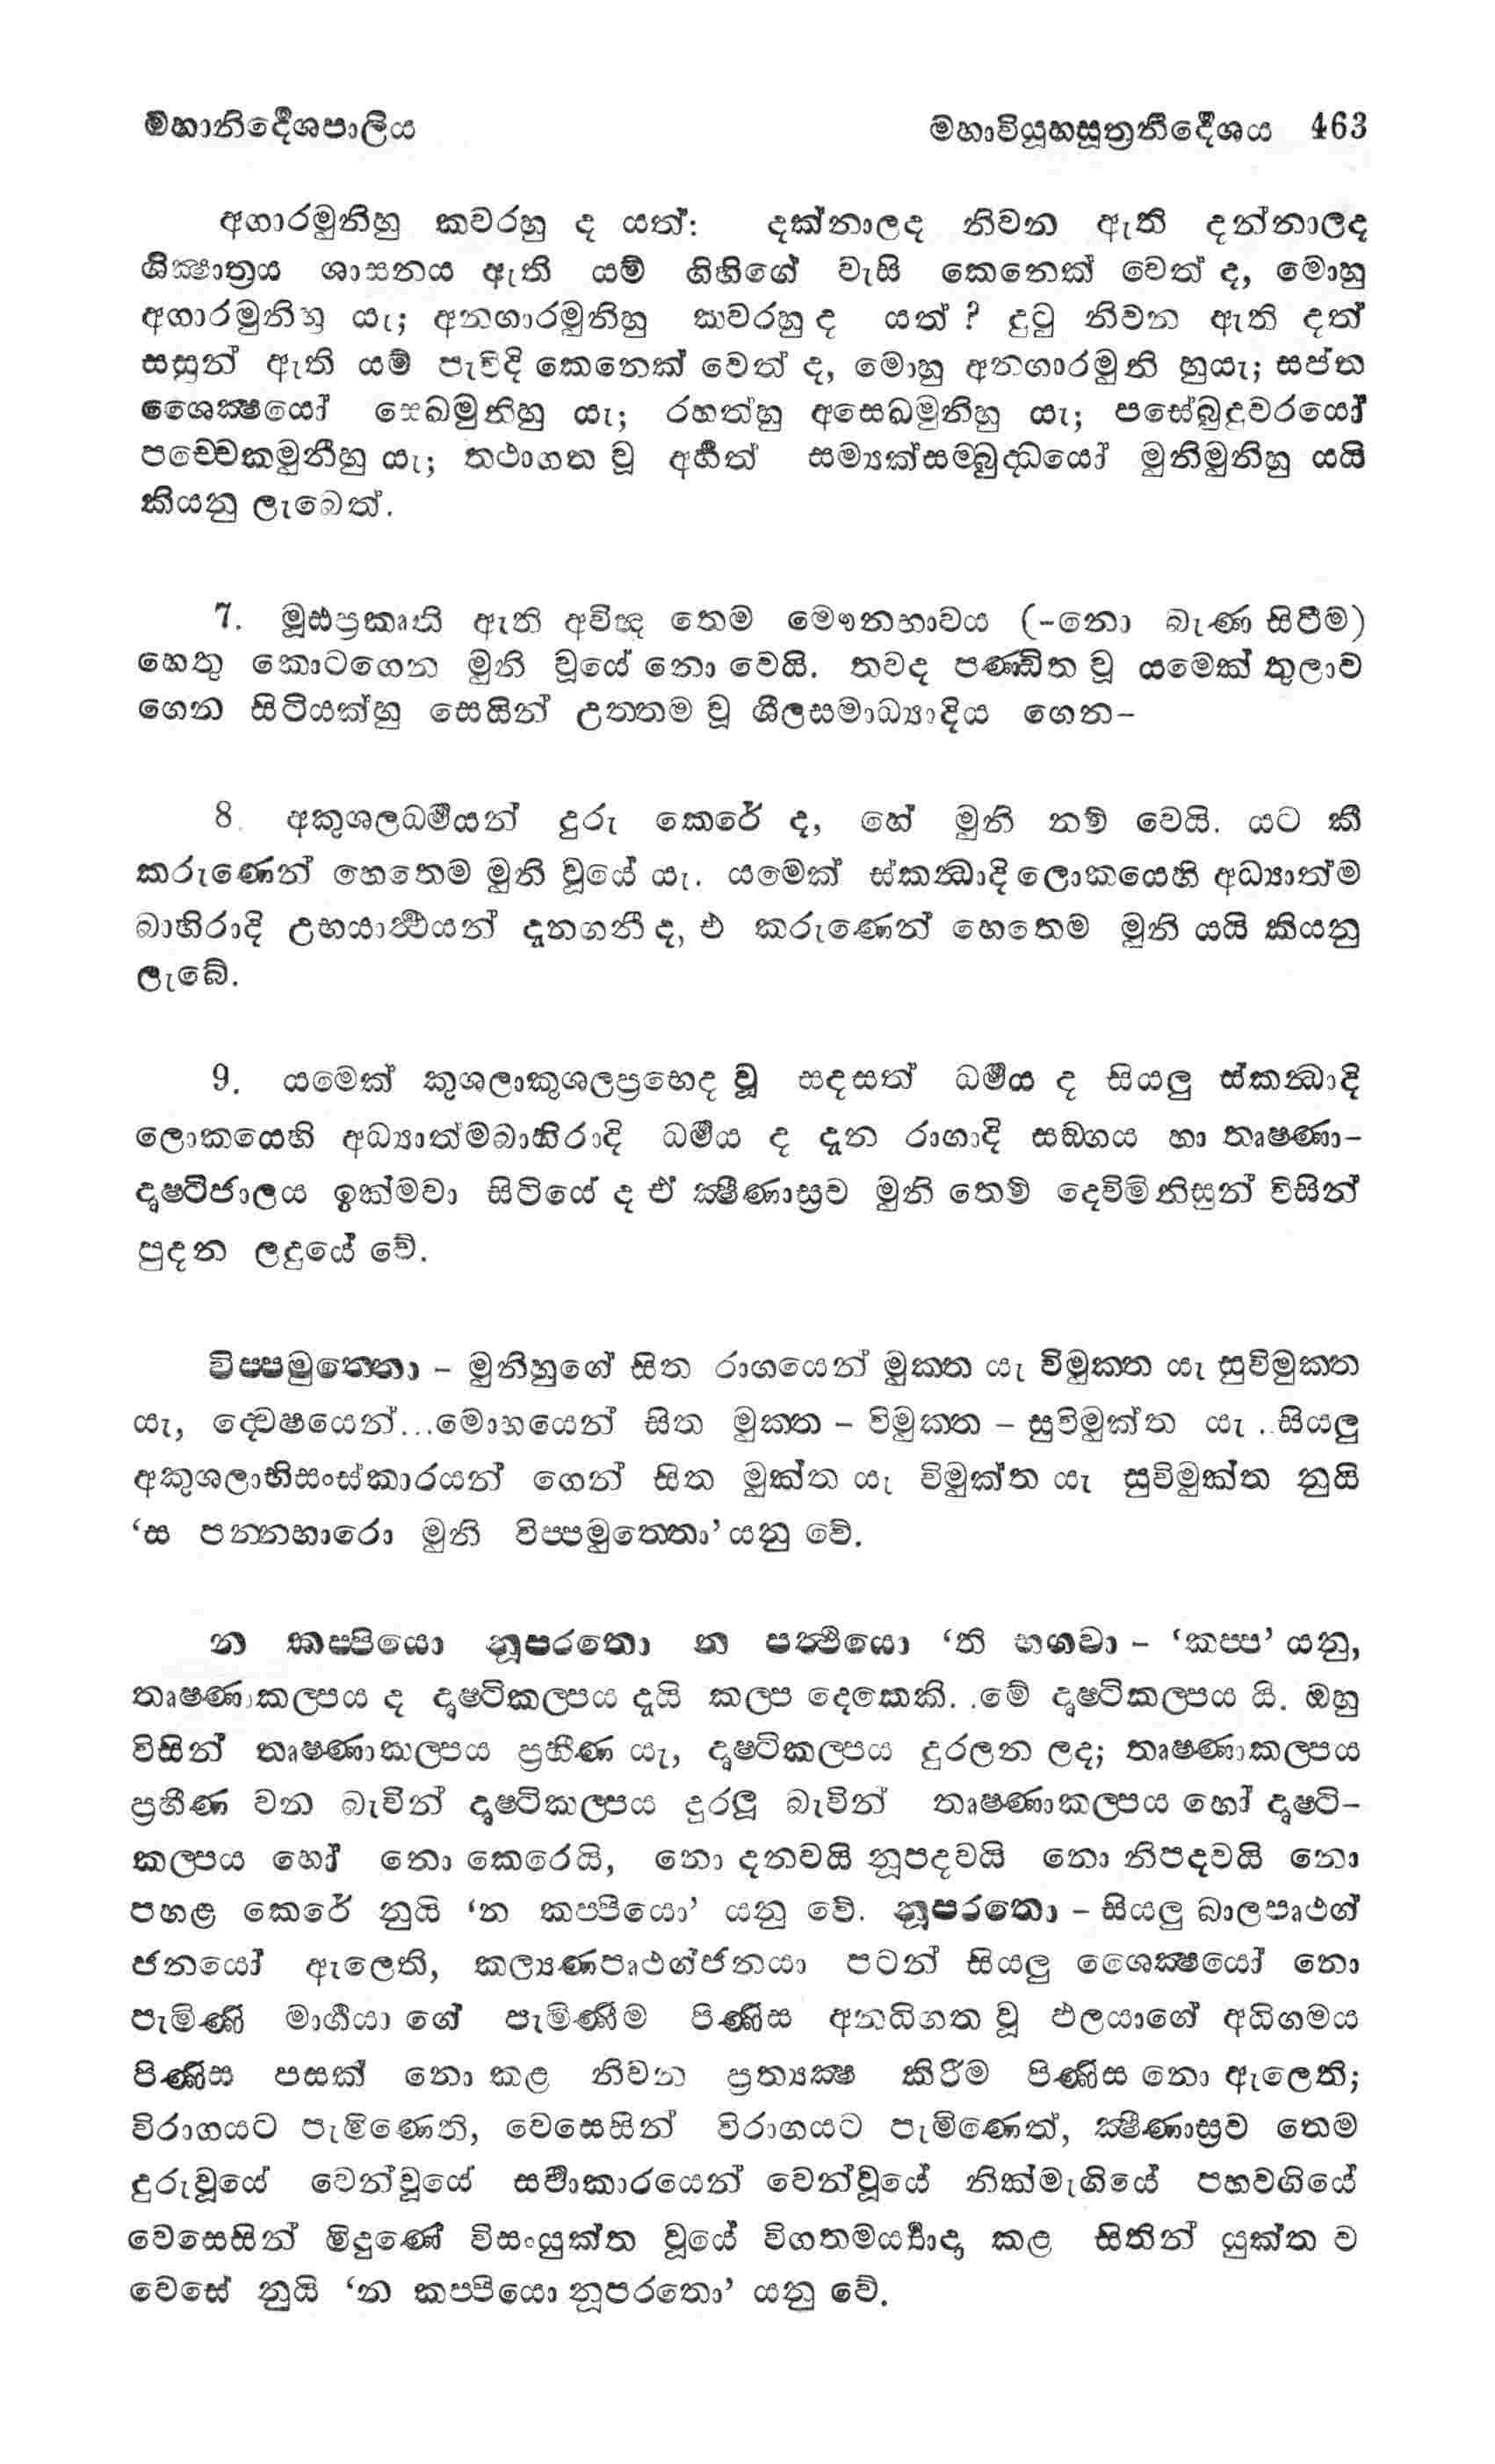 මහානිර්දේශපාලිය මහාවියූහසූත්‍රනිර්දේශය 463
අගාරමුනිහු කවරහු ද යත්: දක්නාලද නිවන ඇති දන්නාලද
ශික්ෂාත්‍රය ශාසනය ඇති යම් ගිහිගේ වැසි කෙනෙක් වෙත් ද, මොහු
අගාරමුනිහු යැ; අනගාරමුනිහු කවරහු ද යත් ? දුටු නිවන ඇති දත්
සසුන් ඇති යම් පැවිදි කෙනෙක් වෙත් ද, මොහු අනගාරමුනි හුයැ; සප්ත
ශෛක්ෂයෝ සෙඛමුනිහු යැ; රහත්හු අසෙඛමුනිහු යැ; පසේබුදුවරයෝ
පච්චෙකමුනීහු යැ; තථාගත වූ අර්හත් සම්‍යක්සම්බුද්ධයෝ මුනිමුනිහු යයි
කියනු ලැබෙත්.
7. මූඪප්‍රකෘති ඇති අවිඥ තෙම මෞනභාවය (-නො බැණ සිටීම)
හෙතු කොටගෙන මුනි වූයේ නො වෙයි. තවද පණ්ඩිත වූ යමෙක් තුලාව
ගෙන සිටියක්හු සෙයින් උත්තම වූ ශීලසමාධ්‍යාදිය ගෙන-
8. අකුශලධර්මයන් දුරු කෙරේ ද, හේ මුනි නම් වෙයි. යට කී
කරුණෙන් හෙතෙම මුනි වූයේ යැ. යමෙක් ස්කන්ධාදි ලොකයෙහි අධ්‍යාත්ම
බාහිරාදි උභයාර්ථයන් දැනගනී ද, එ කරුණෙන් හෙතෙම මුනි යයි කියනු
ලැබේ.
9. යමෙක් කුශලාකුශලප්‍රභෙද වූ සදසත් ධර්මය ද සියලු ස්කන්ධාදි
ලොකයෙහි අධ්‍යාත්මබාහිරාදි ධර්මය ද දැන රාගාදි සඞ්ගය හා තෘෂ්ණා-
දෘෂ්ටිජාලය ඉක්මවා සිටියේ ද ඒ ක්ෂීණාස්‍රව මුනි තෙම් දෙව්මිනිසුන් විසින්
පුදන ලදුයේ වේ.
විප්පමුත්තො - මුනිහුගේ සිත රාගයෙන් මුක්ත යැ විමුක්ත යැ සුවිමුක්ත
යැ, ද්වෙෂයෙන්...මොහයෙන් සිත මුක්ත - විමුක්ත - සුවිමුක්ත යැ ..සියලු
අකුශලාභිසංස්කාරයන් ගෙන් සිත මුක්ත යැ විමුක්ත යැ සුවිමුක්ත නුයි
‘ස පන්නභාරො මුනි විප්පමුත්තො’ යනු වේ.
න කප්පියො නූපරතො න පත්ථියො ‘ති භගවා - ‘කප්ප’ යනු,
තෘෂ්ණාකල්පය ද දෘෂ්ටිකල්පය දැයි කල්ප දෙකෙකි. .මේ දෘෂ්ටිකල්පය යි. ඔහු
විසින් තෘෂ්ණාකල්පය ප්‍රහීණ යැ, දෘෂ්ටිකල්පය දුරලන ලද; තෘෂ්ණාකල්පය
ප්‍රහීණ වන බැවින් දෘෂ්ටිකල්පය දුරලූ බැවින් තෘෂ්ණාකල්පය හෝ දෘෂ්ටි-
කල්පය හෝ නො කෙරෙයි, නො දනවයි නූපදවයි නො නිපදවයි නො
පහළ කෙරේ නුයි ‘න කප්පියො’ යනු වේ. නූපරතො - සියලු බාලපෘථග්
ජනයෝ ඇලෙති, කල්‍යණපෘථග්ජනයා පටන් සියලු ශෛක්ෂයෝ නො
පැමිණි මාර්ගයා ගේ පැමිණීම පිණිස අනධිගත වූ ඵලයාගේ අධිගමය
පිණිස පසක් නො කළ නිවන ප්‍රත්‍යක්ෂ කිරීම පිණිස නො ඇලෙති;
විරාගයට පැමිණෙති, වෙසෙසින් විරාගයට පැමිණෙත්, ක්ෂීණාස්‍රව තෙම
දුරුවූයේ වෙන්වූයේ සර්වාකාරයෙන් වෙන්වූයේ නික්මැගියේ පහවගියේ
වෙසෙසින් මිදුණේ විසංයුක්ත වූයේ විගතමර්‍ය්‍යාද කළ සිතින් යුක්ත ව
වෙසේ නුයි ‘න කප්පියො නූපරතො’ යනු වේ.